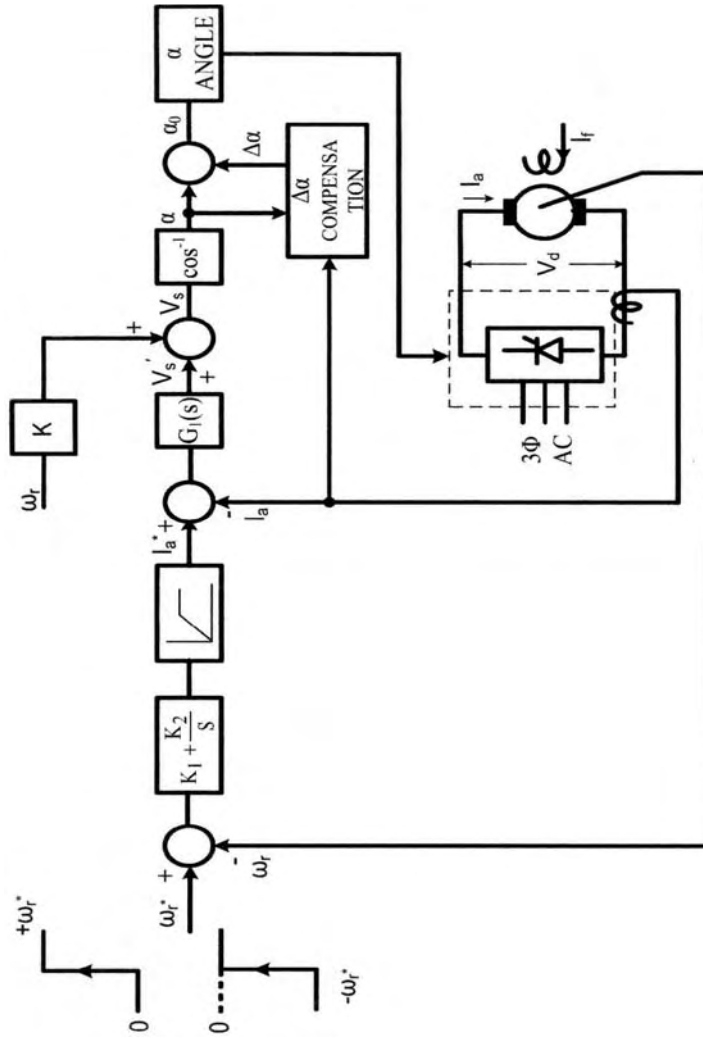 +ωr*
0
0
-ωr*
ωr*
+
-
ωr
K1 + K2/S
Ia*
+
-
Ia
G1(s)
Vs'
+
+
ωr
K
Vs
cos-1
α
Δα
COMPENSA
TION
Δα
α0
α
ANGLE
3Φ
AC
Vd
Ia
If